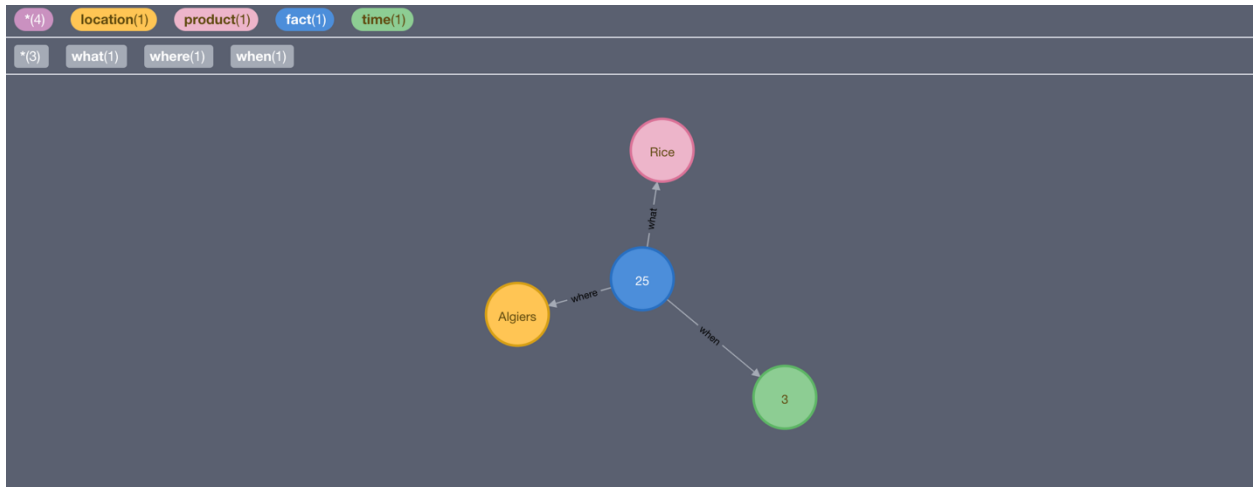 *(4) location(1) product(1) fact(1) time(1)
*(3) what(1) where(1) when(1)
Rice
what
25
where
Algiers
when
3